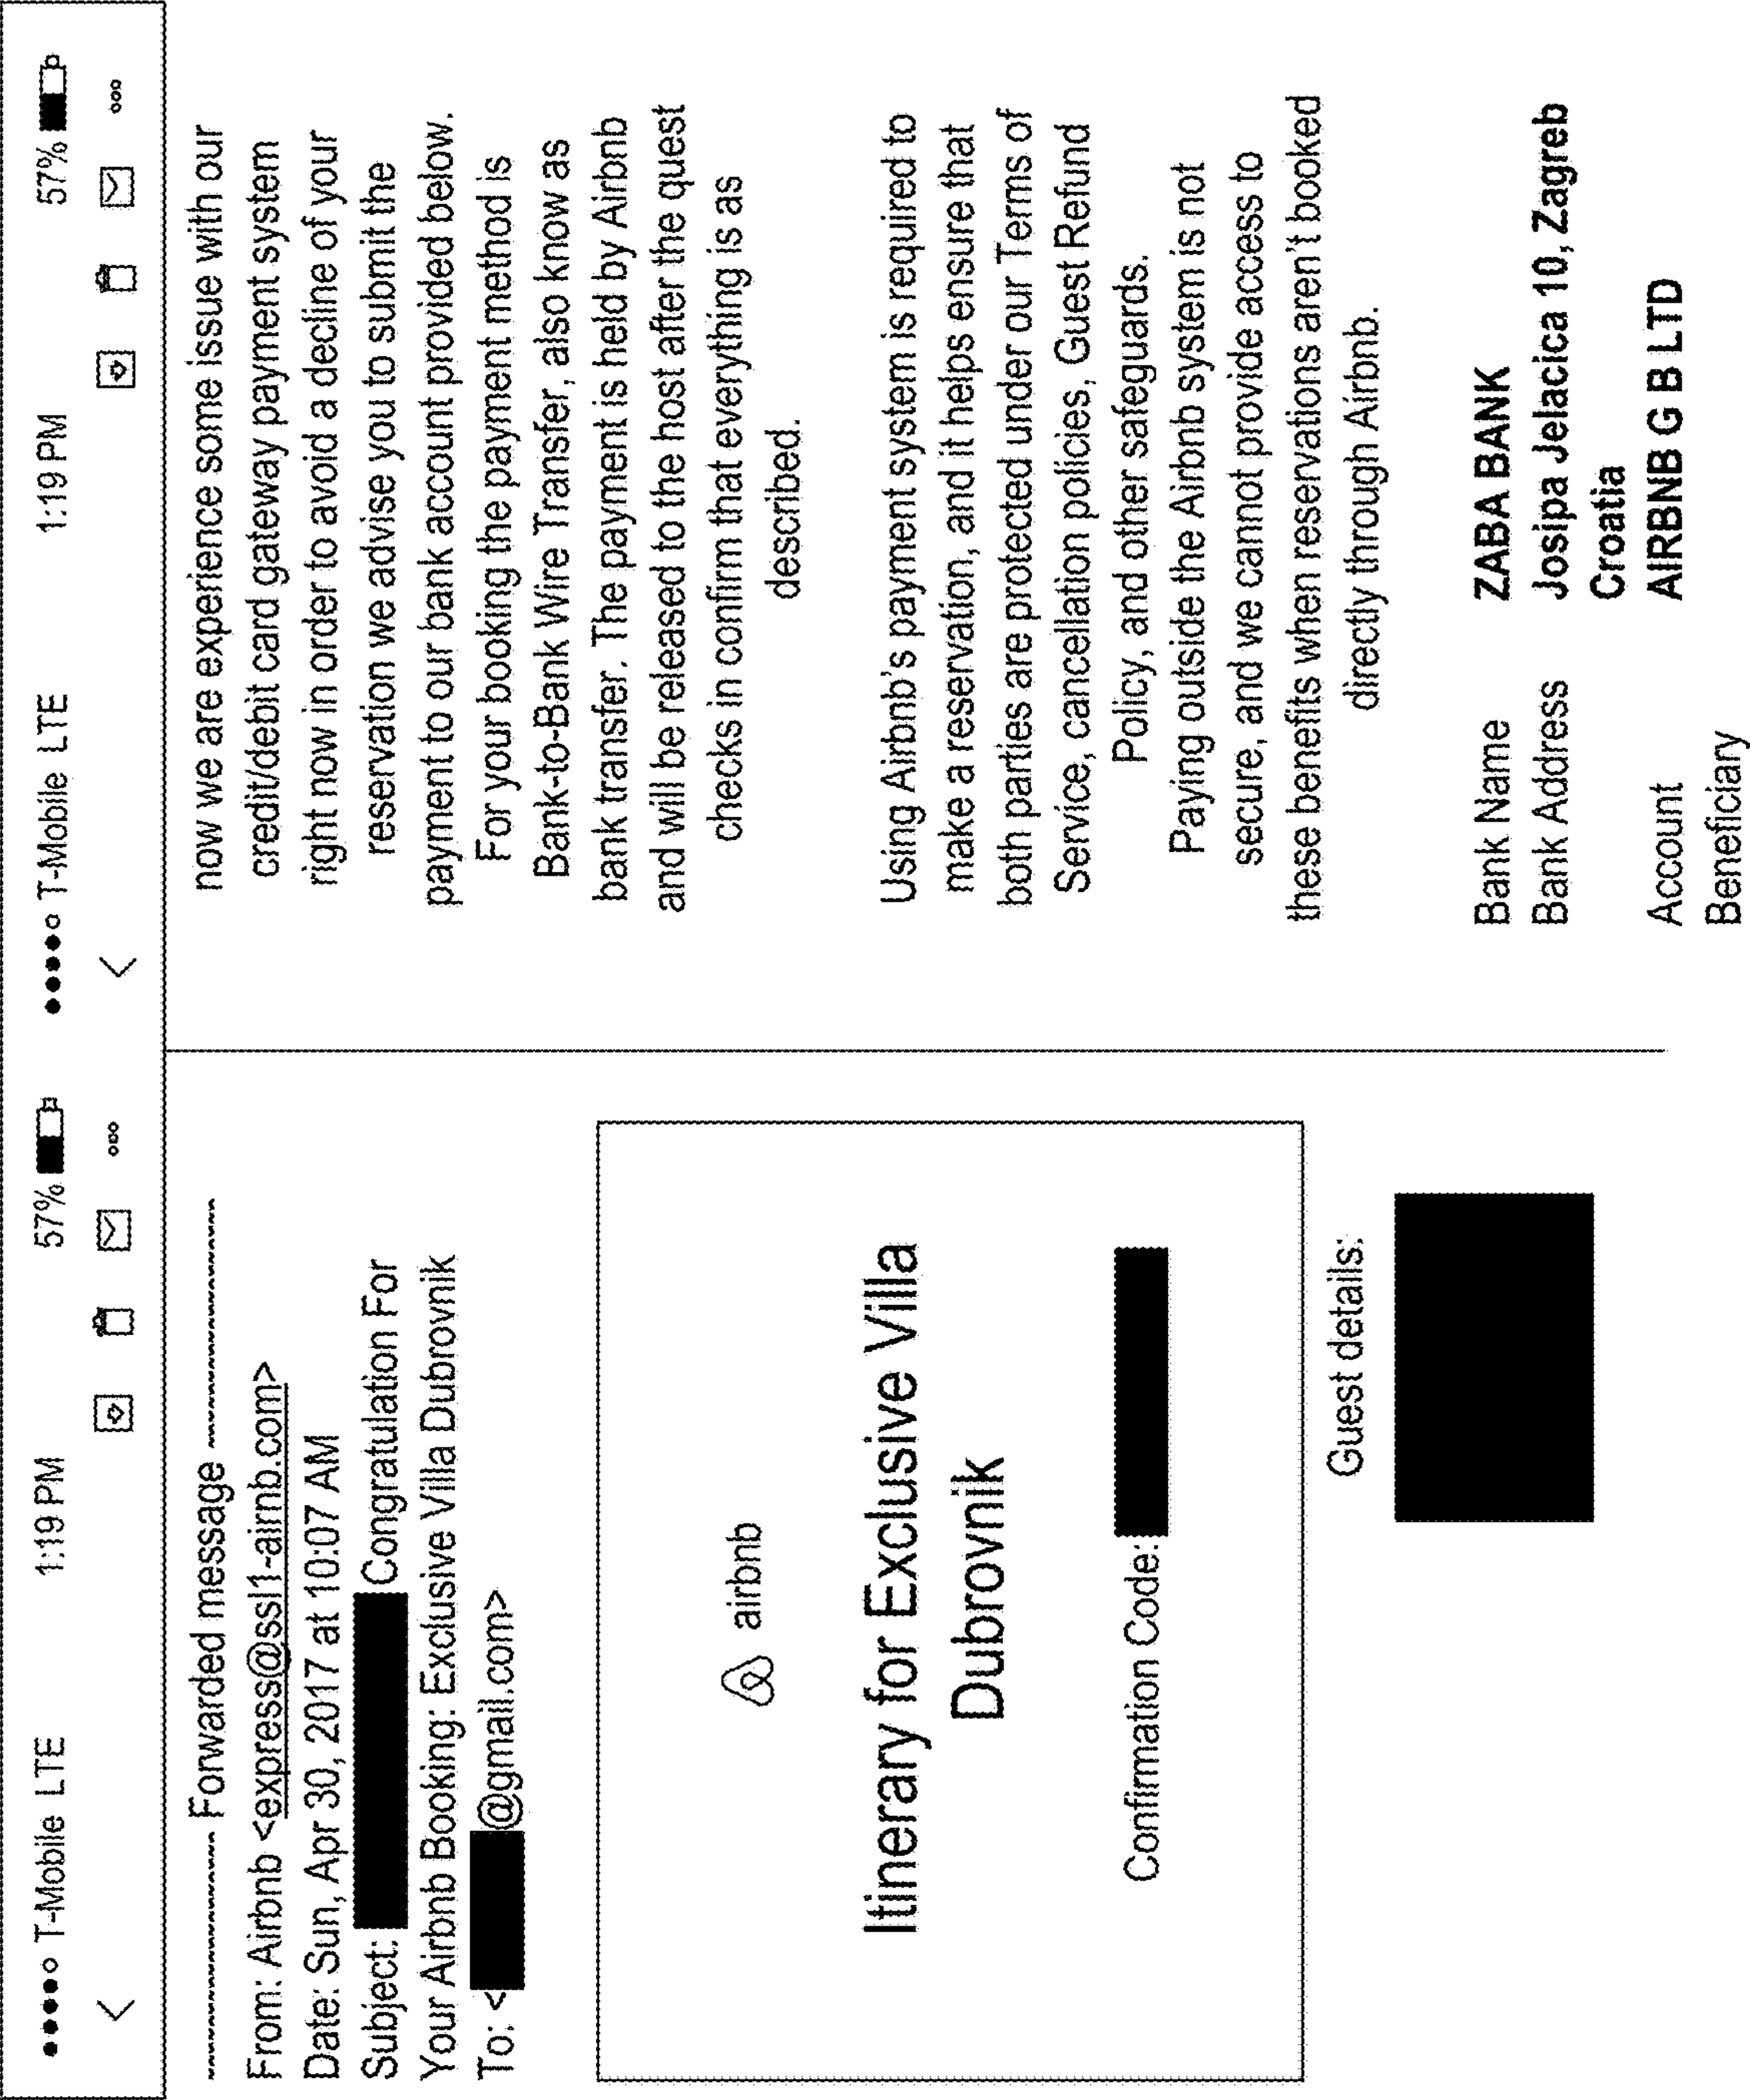 T-Mobile LTE 1:19 PM 57%
---------- Forwarded message ----------
From: Airbnb <express@ssl1-airnb.com>
Date: Sun, Apr 30, 2017 at 10:07 AM
Subject: Congratulation For
Your Airbnb Booking: Exclusive Villa Dubrovnik
To: < @gmail.com>
airbnb
Itinerary for Exclusive Villa
Dubrovnik
Confirmation Code:
Guest details:
T-Mobile LTE 1:19 PM 57%
now we are experience some issue with our
credit/debit card gateway payment system
right now in order to avoid a decline of your
reservation we advise you to submit the
payment to our bank account provided below.
For your booking the payment method is
Bank-to-Bank Wire Transfer, also know as
bank transfer. The payment is held by Airbnb
and will be released to the host after the quest
checks in confirm that everything is as
described.
Using Airbnb's payment system is required to
make a reservation, and it helps ensure that
both parties are protected under our Terms of
Service, cancellation policies, Guest Refund
Policy, and other safeguards.
Paying outside the Airbnb system is not
secure, and we cannot provide access to
these benefits when reservations aren't booked
directly through Airbnb.
Bank Name ZABA BANK
Bank Address Josipa Jelacica 10, Zagreb
Croatia
Account AIRBNB G B LTD
Beneficiary